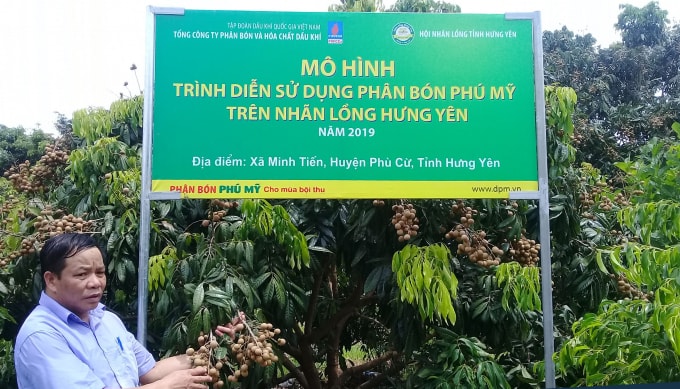 TẬP ĐOÀN DẦU KHÍ QUỐC GIA VIỆT NAM
TỔNG CÔNG TY PHÂN BÓN VÀ HÓA CHẤT DẦU KHÍ
HỘI NHÃN LỒNG TỈNH HƯNG YÊN
MÔ HÌNH
TRÌNH DIỄN SỬ DỤNG PHÂN BÓN PHÚ MỸ
TRÊN NHÃN LỒNG HƯNG YÊN
NĂM 2019
Địa điểm: Xã Minh Tiến, Huyện Phù Cừ, Tỉnh Hưng Yên
PHÂN BÓN PHÚ MỸ Cho mùa bội thu
www.dpm.vn